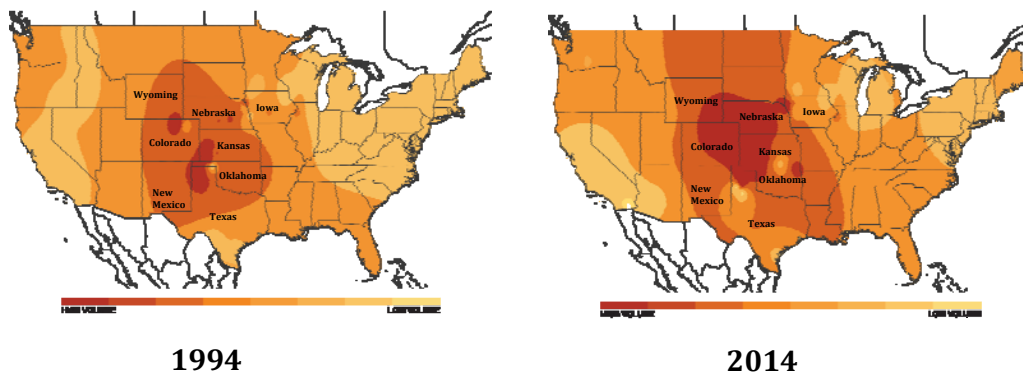 Wyoming
Nebraska
Iowa
Colorado
Kansas
Oklahoma
New
Mexico
Texas
HIGH VOLUME
LOW VOLUME
1994
Wyoming
Nebraska
Iowa
Colorado
Kansas
Oklahoma
New
Mexico
Texas
HIGH VOLUME
LOW VOLUME
2014